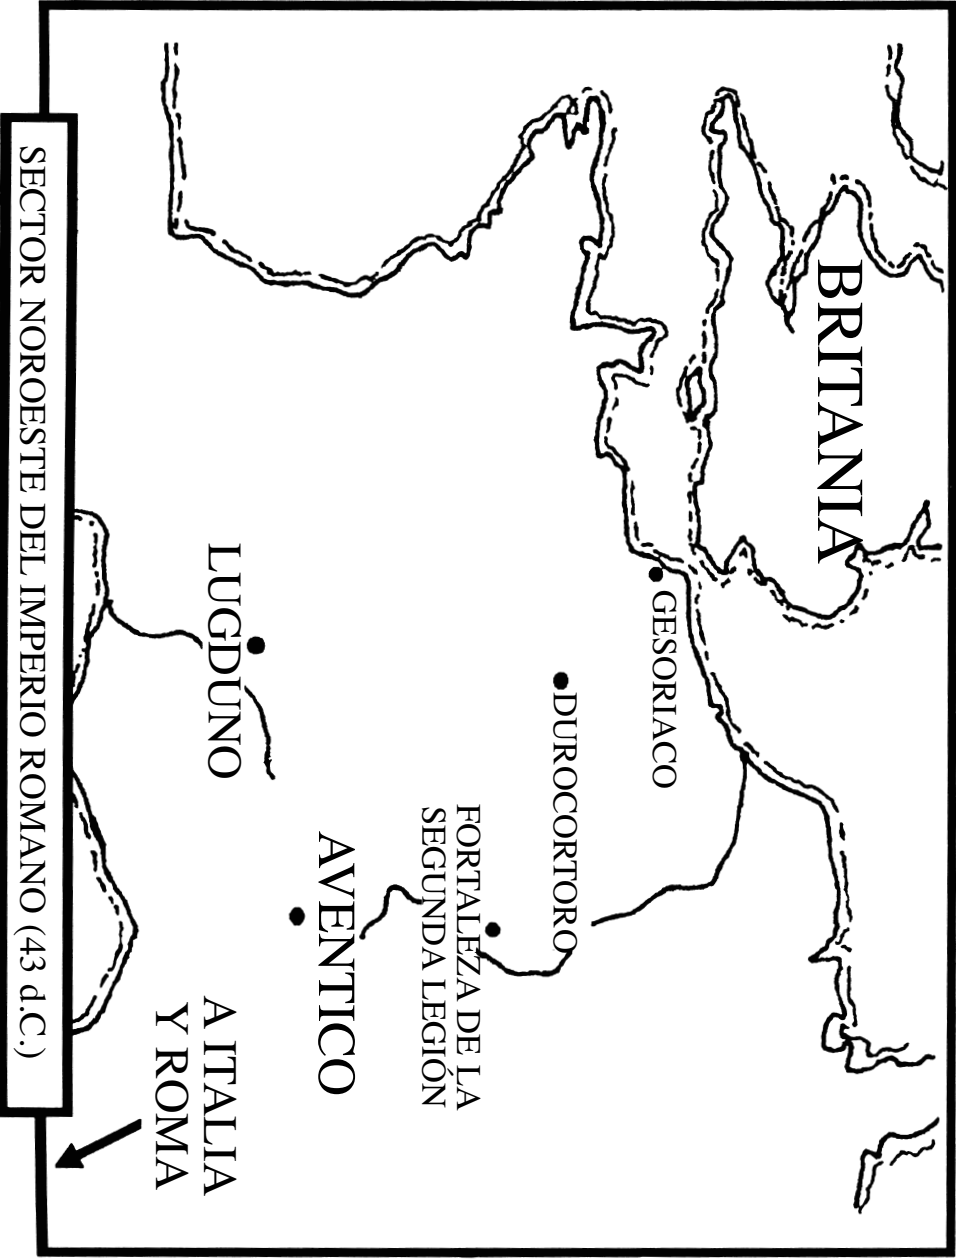 BRITANIA
GESORIACO
DUROCORTORO
FORTALEZA DE LA
SEGUNDA LEGIÓN
AVENTICO
LUGDUNO
A ITALIA
Y ROMA
SECTOR NOROESTE DEL IMPERIO ROMANO (43 d.C.)